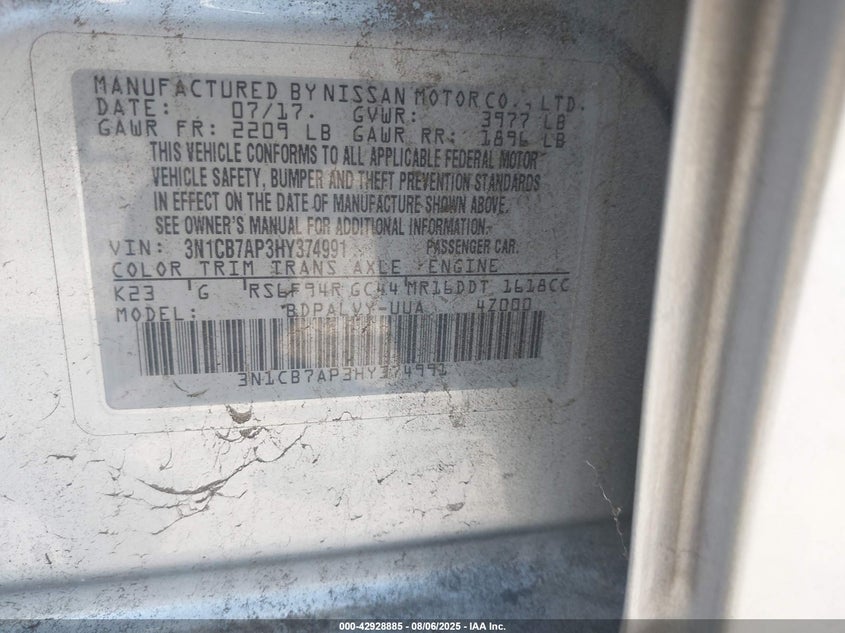 MANUFACTURED BY NISSAN MOTOR CO., LTD.
DATE: 07/17. GVWR: 3977 LB
GAWR FR: 2209 LB GAWR RR: 1896 LB
THIS VEHICLE CONFORMS TO ALL APPLICABLE FEDERAL MOTOR
VEHICLE SAFETY, BUMPER AND THEFT PREVENTION STANDARDS
IN EFFECT ON THE DATE OF MANUFACTURE SHOWN ABOVE.
SEE OWNER'S MANUAL FOR ADDITIONAL INFORMATION.
VIN: 3N1CB7AP3HY374991 PASSENGER CAR.
COLOR TRIM TRANS AXLE ENGINE
K23 G RS6F94R GC44 MR16DDT 1618CC
MODEL: BDPALVY-UUA 4Z000
3N1CB7AP3HY374991
000-42928885 - 08/06/2025 - IAA Inc.